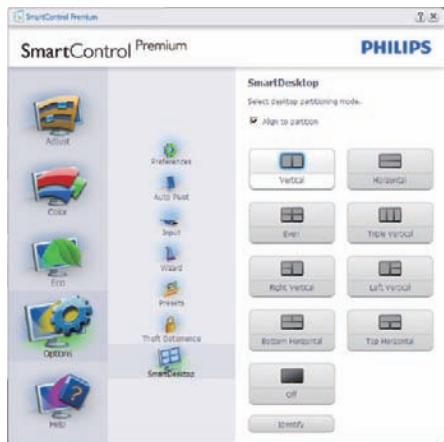 SmartControl Premium
SmartControl Premium
PHILIPS
Adjust
Color
Eco
Options
Help
Preferences
Auto Pivot
Input
Wizard
Presets
Theft Deterrence
SmartDesktop
SmartDesktop
Select desktop partitioning mode.
Align to partition
Vertical
Horizontal
Even
Triple Vertical
Right Vertical
Left Vertical
Bottom Horizontal
Top Horizontal
Off
Identify